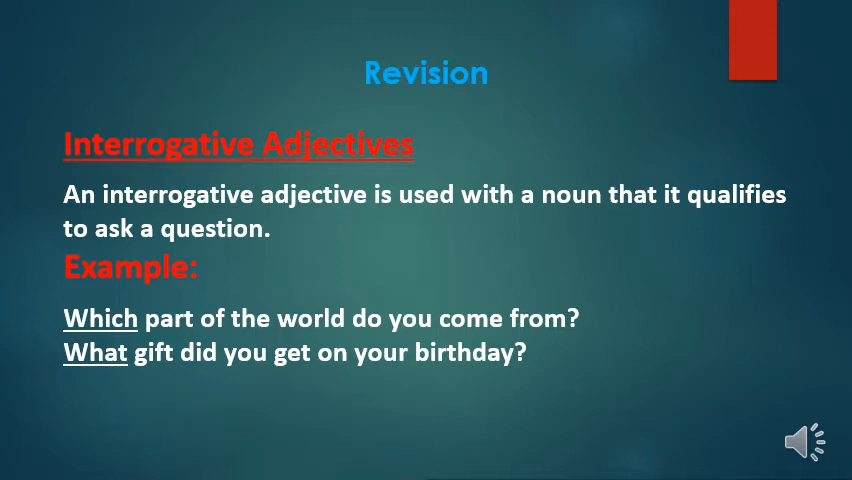 Revision
Interrogative Adjectives
An interrogative adjective is used with a noun that it qualifies
to ask a question.
Example:
Which part of the world do you come from?
What gift did you get on your birthday?